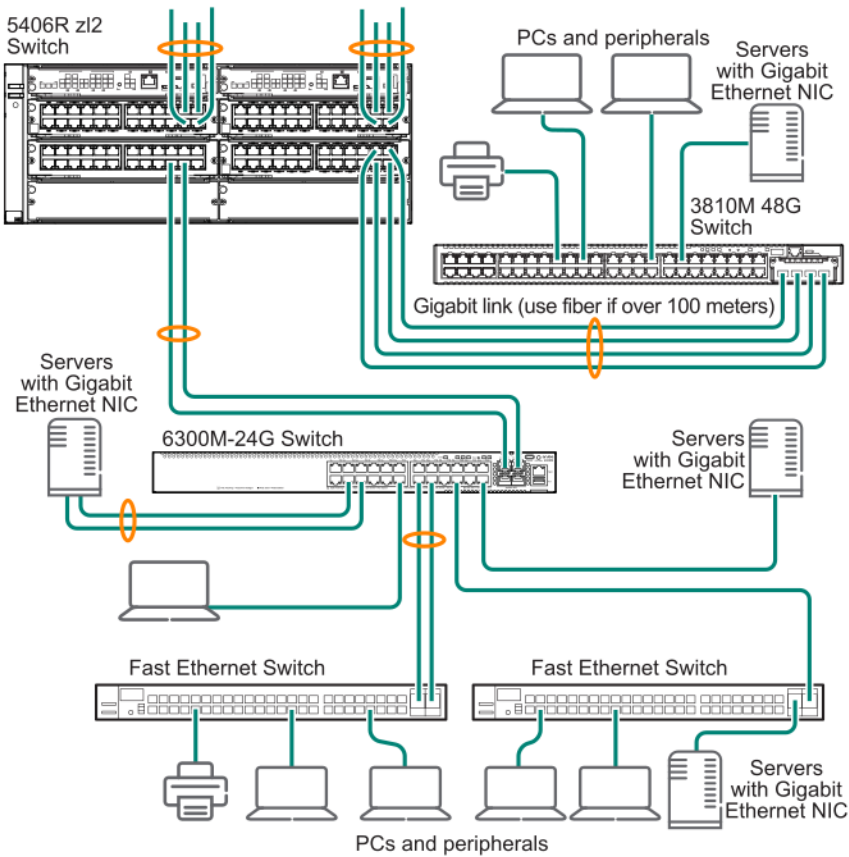 5406R zl2
Switch
PCs and peripherals
Servers
with Gigabit
Ethernet NIC
3810M 48G
Switch
Gigabit link (use fiber if over 100 meters)
Servers
with Gigabit
Ethernet NIC
6300M-24G Switch
Servers
with Gigabit
Ethernet NIC
Fast Ethernet Switch
Fast Ethernet Switch
Servers
with Gigabit
Ethernet NIC
PCs and peripherals